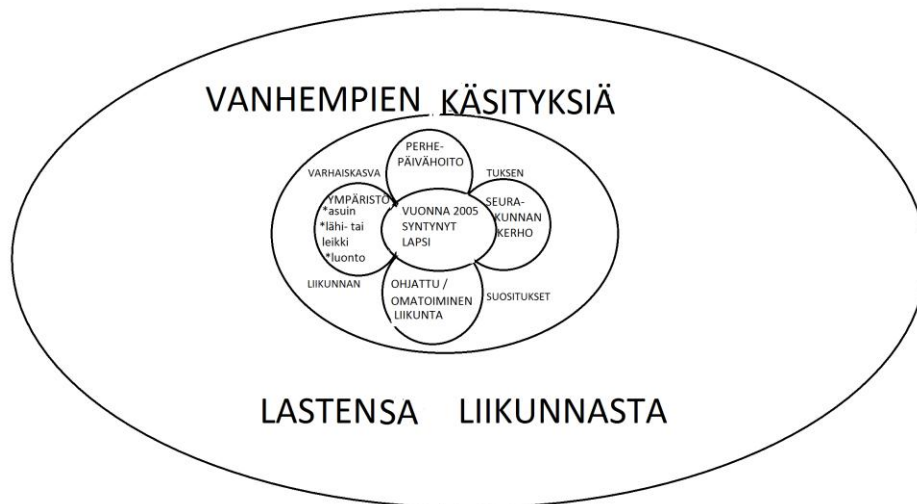 VANHEMPIEN KÄSITYKSIÄ
PERHE-
PÄIVÄHOITO
VARHAISKASVA
TUKSEN
YMPÄRISTÖ
*asuin
*lähi- tai
leikki
*luonto
VUONNA 2005
SYNTYNYT
LAPSI
SEURA-
KUNNAN
KERHO
LIIKUNNAN
OHJATTU /
OMATOIMINEN
LIIKUNTA
SUOSITUKSET
LASTENSA LIIKUNNASTA